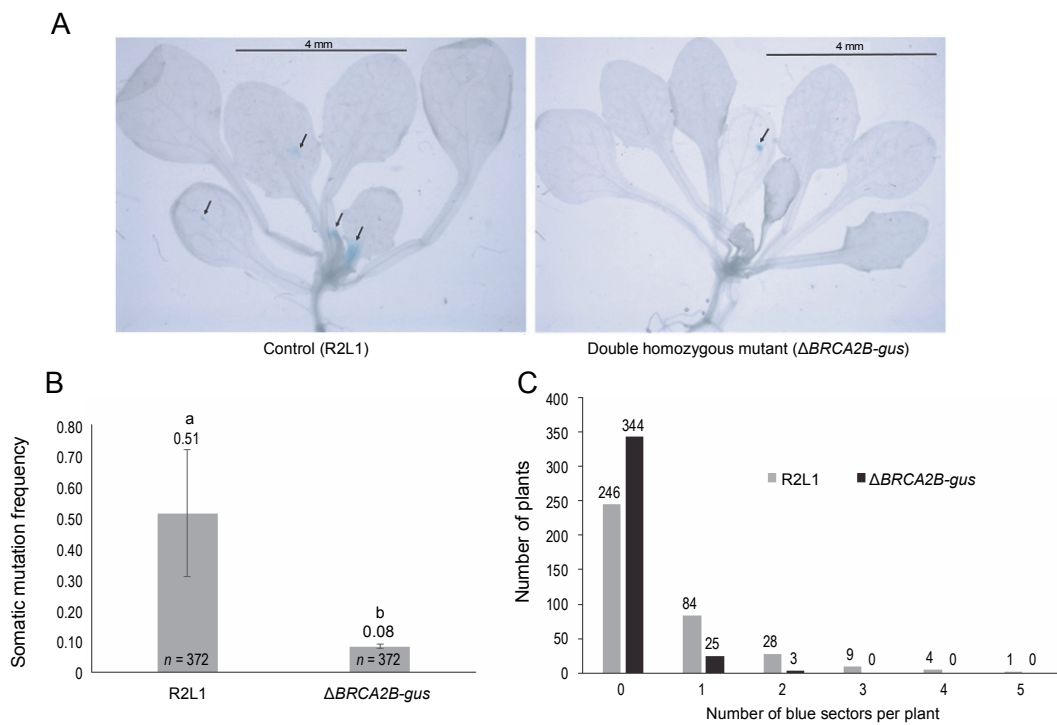 A
4 mm
4 mm
Control (R2L1)
Double homozygous mutant (ΔBRCA2B-gus)
B
Somatic mutation frequency
0.80
0.70
0.60
0.50
0.40
0.30
0.20
0.10
0
a
0.51
n = 372
b
0.08
n = 372
R2L1
ΔBRCA2B-gus
C
Number of plants
400
350
300
250
200
150
100
50
0
R2L1
ΔBRCA2B-gus
246
344
84
25
28
3
9
0
4
0
1
0
0
1
2
3
4
5
Number of blue sectors per plant